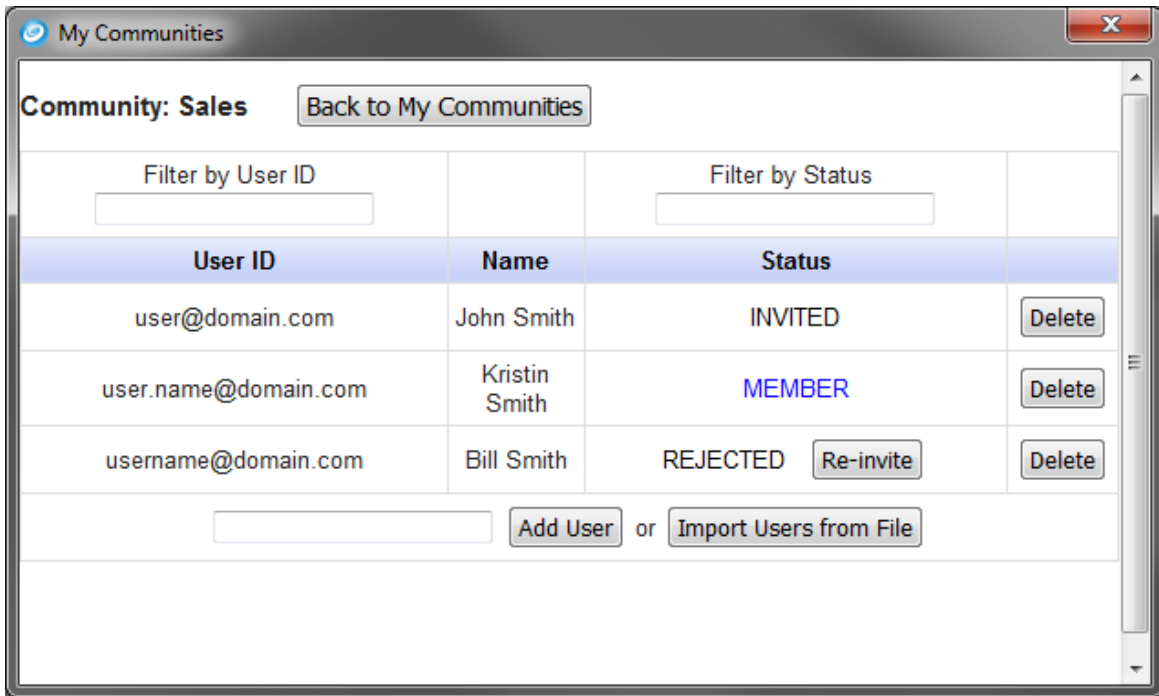 My Communities
Community: Sales Back to My Communities
Filter by User ID Filter by Status
User ID Name Status
user@domain.com John Smith INVITED Delete
user.name@domain.com Kristin Smith MEMBER Delete
username@domain.com Bill Smith REJECTED Re-invite Delete
Add User or Import Users from File